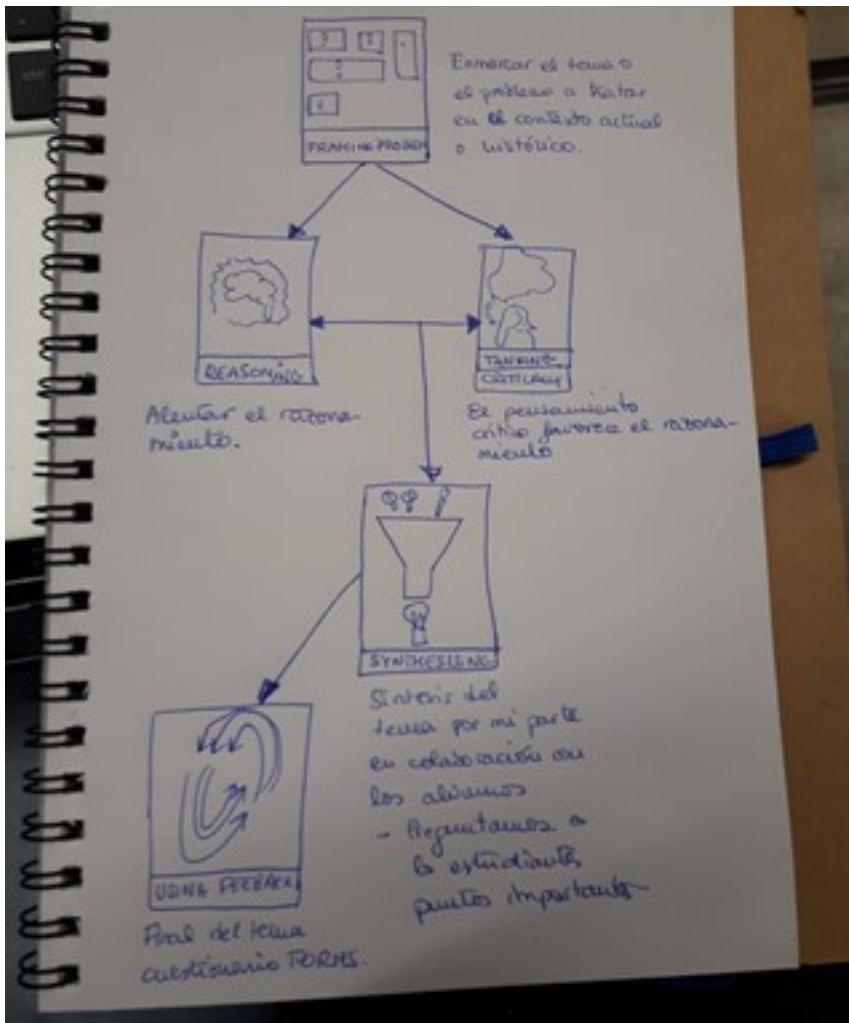 FRAMING PROBEM
Enmarcar el tema o
el problema a tratar
en el contexto actual
o histórico.
REASONING
Alentar el razona-
miento.
CRITICALLY
El pensamiento
crítico favorece el razona-
miento
SYNTHESIZING
Síntesis del
tema por mi parte
en colaboración con
los alumnos
- Preguntamos a
los estudiantes
puntos importantes
USING FEEDBACK
Final del tema
cuestionario FORMS.